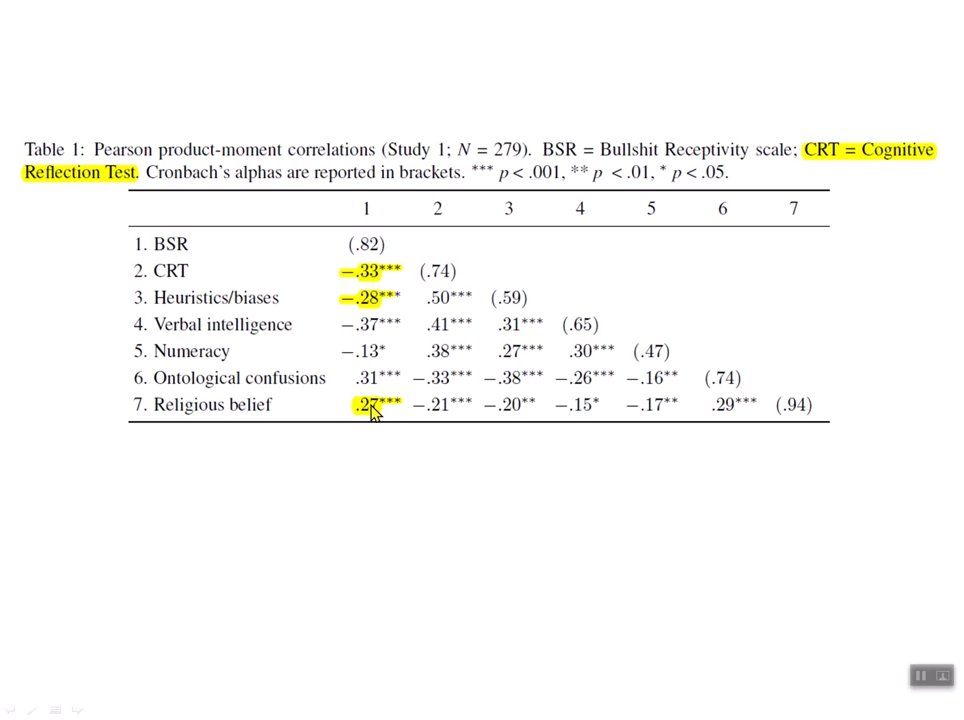 Table 1: Pearson product-moment correlations (Study 1; N = 279). BSR = Bullshit Receptivity scale; CRT = Cognitive
Reflection Test. Cronbach's alphas are reported in brackets. *** p < .001, ** p < .01, * p < .05.
1 2 3 4 5 6 7
1. BSR (.82)
2. CRT −.33*** (.74)
3. Heuristics/biases −.28*** .50*** (.59)
4. Verbal intelligence −.37*** .41*** .31*** (.65)
5. Numeracy −.13* .38*** .27*** .30*** (.47)
6. Ontological confusions .31*** −.33*** −.38*** −.26*** −.16** (.74)
7. Religious belief .27*** −.21*** −.20** −.15* −.17** .29*** (.94)